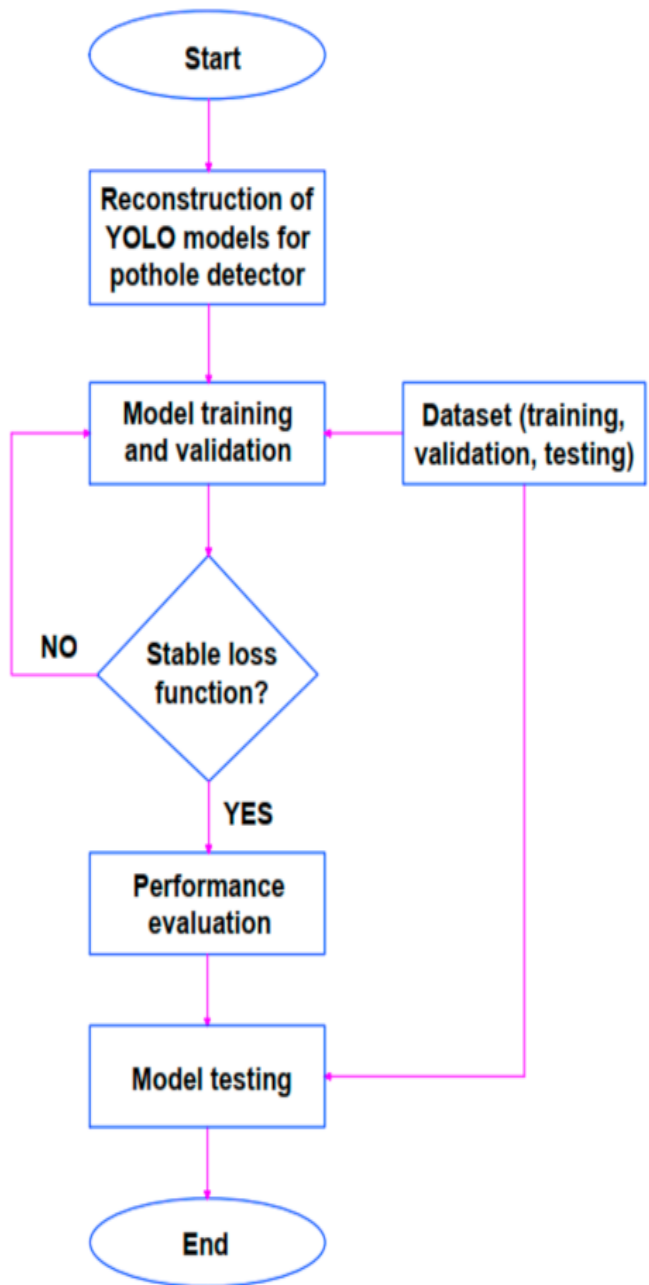 Start
Reconstruction of
YOLO models for
pothole detector
Model training
and validation
Dataset (training,
validation, testing)
NO
Stable loss
function?
YES
Performance
evaluation
Model testing
End